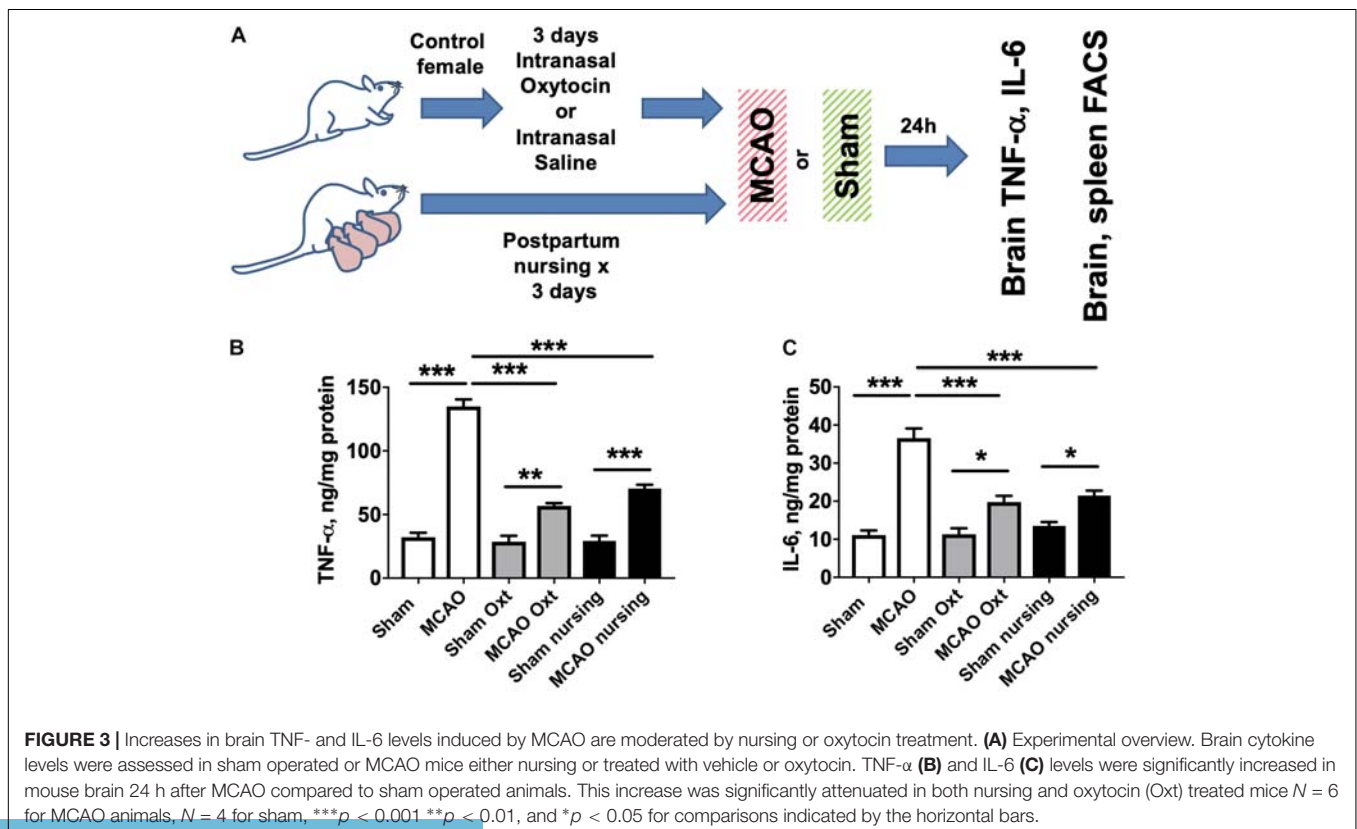 A
Control
female
3 days
Intranasal
Oxytocin
or
Intranasal
Saline
Postpartum
nursing x
3 days
MCAO
or
Sham
24h
Brain TNF-α, IL-6
Brain, spleen FACS
B
TNF-α, ng/mg protein
150
100
50
0
***
***
***
**
***
Sham
MCAO
Sham Oxt
MCAO Oxt
Sham nursing
MCAO nursing
C
IL-6, ng/mg protein
50
40
30
20
10
0
***
***
***
*
*
Sham
MCAO
Sham Oxt
MCAO Oxt
Sham nursing
MCAO nursing
FIGURE 3 | Increases in brain TNF- and IL-6 levels induced by MCAO are moderated by nursing or oxytocin treatment. (A) Experimental overview. Brain cytokine
levels were assessed in sham operated or MCAO mice either nursing or treated with vehicle or oxytocin. TNF-α (B) and IL-6 (C) levels were significantly increased in
mouse brain 24 h after MCAO compared to sham operated animals. This increase was significantly attenuated in both nursing and oxytocin (Oxt) treated mice N = 6
for MCAO animals, N = 4 for sham, ***p < 0.001 **p < 0.01, and *p < 0.05 for comparisons indicated by the horizontal bars.